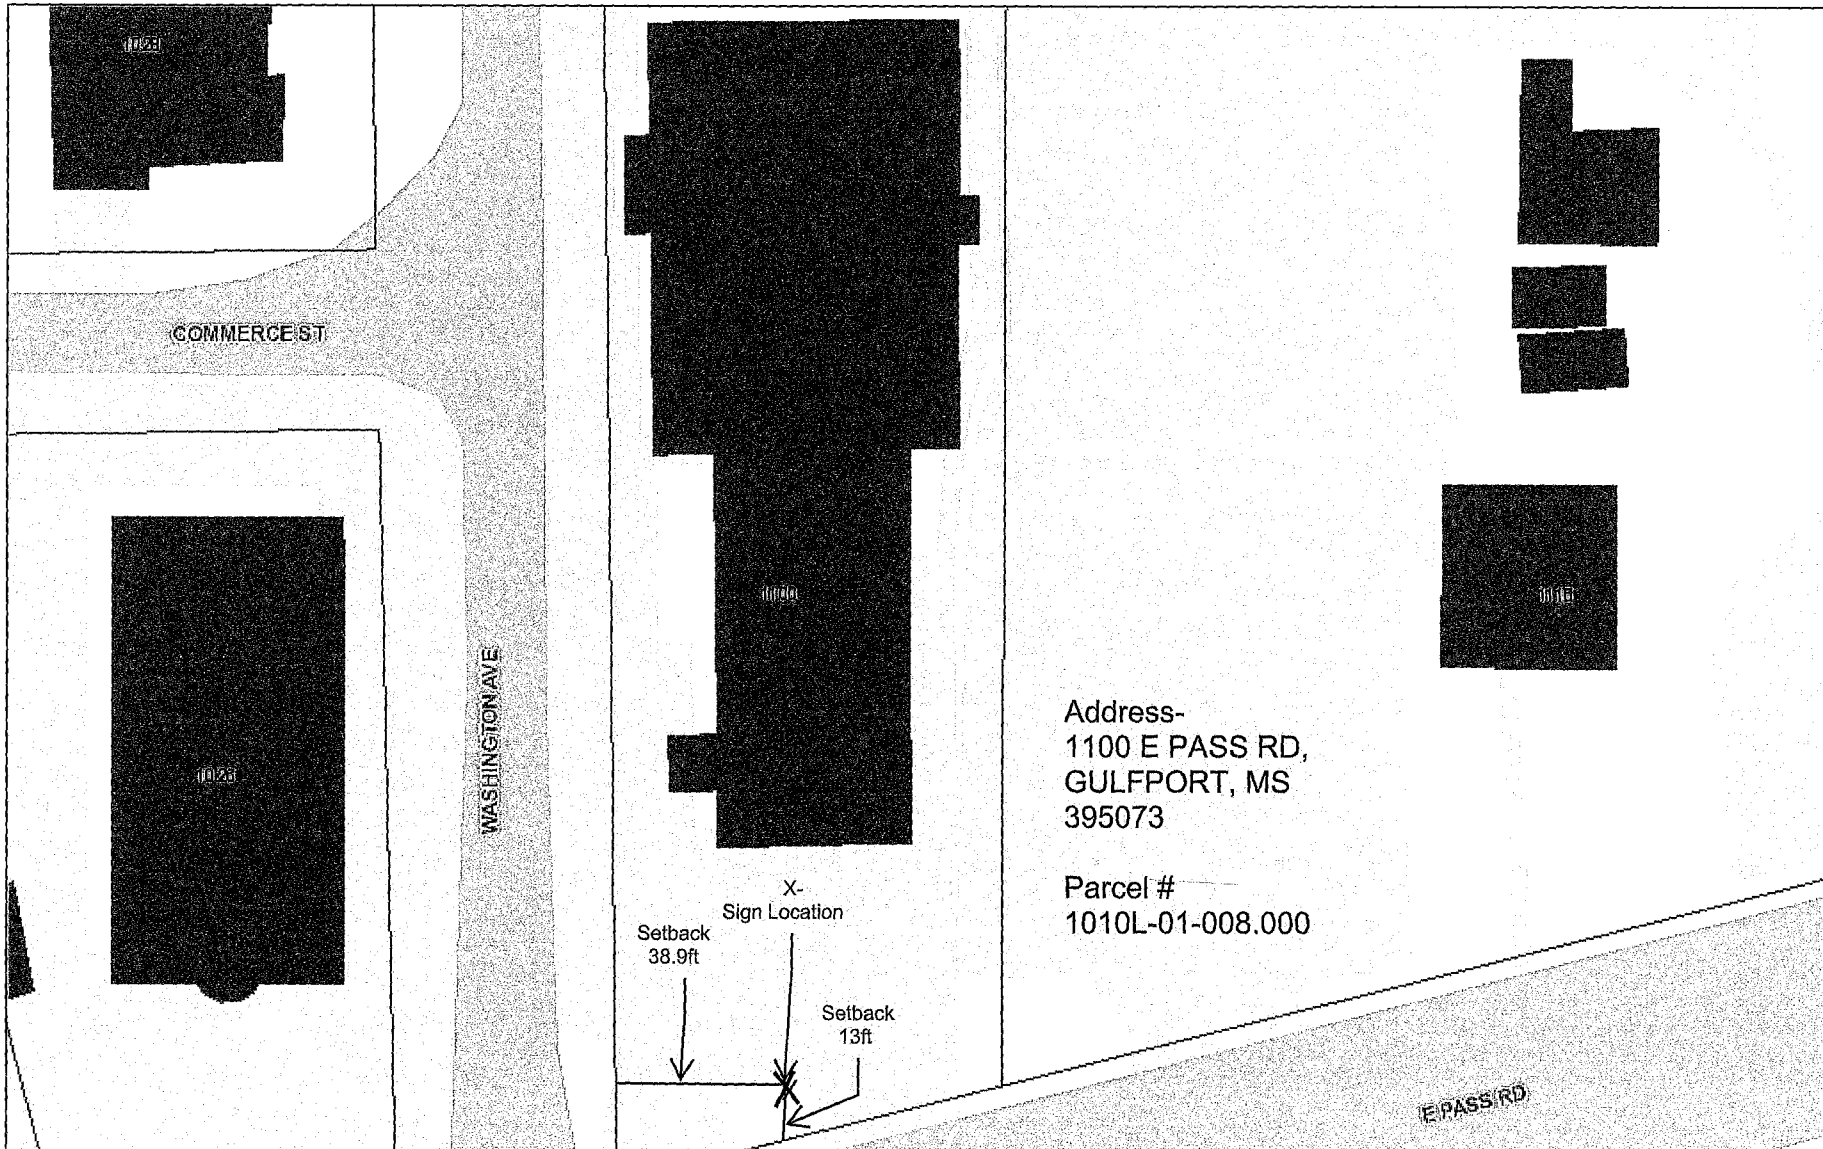 COMMERCE ST
WASHINGTON AVE
1100
Address-
1100 E PASS RD,
GULFPORT, MS
395073
Parcel #
1010L-01-008.000
X-
Sign Location
Setback
38.9ft
Setback
13ft
E PASS RD